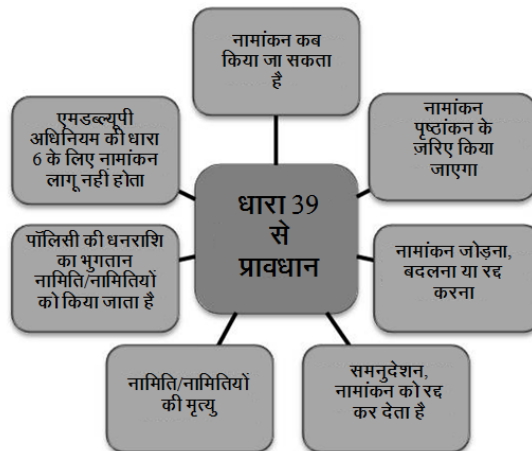 नामांकन कब
किया जा सकता
है
नामांकन
पृष्ठांकन के
ज़रिए किया
जाएगा
नामांकन जोड़ना,
बदलना या रद्द
करना
समनुदेशन,
नामांकन को रद्द
कर देता है
नामिति/नामितियों
की मृत्यु
पॉलिसी की धनराशि
का भुगतान
नामिति/नामितियों
को किया जाता है
एमडब्ल्यूपी
अधिनियम की धारा
6 के लिए नामांकन
लागू नहीं होता
धारा 39
से
प्रावधान